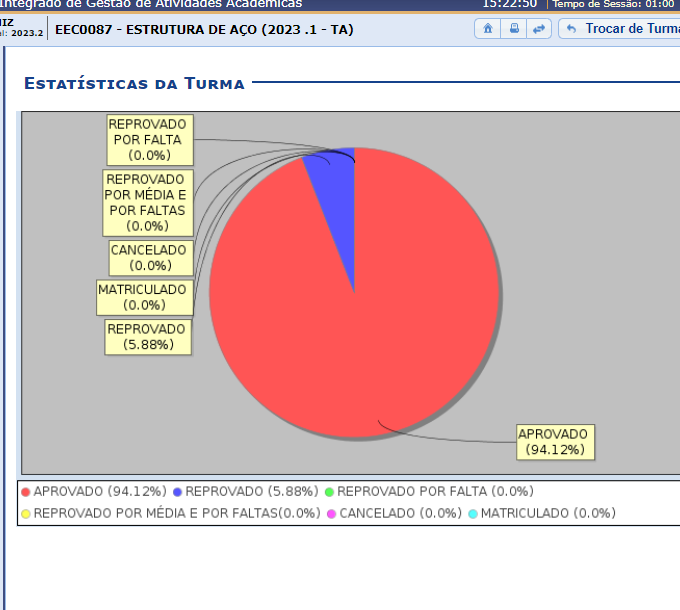 Integrado de Gestão de Atividades Acadêmicas 15:22:50 Tempo de Sessão: 01:00
IZ
al: 2023.2
EEC0087 - ESTRUTURA DE AÇO (2023 .1 - TA)
Trocar de Turma
ESTATÍSTICAS DA TURMA
REPROVADO
POR FALTA
(0.0%)
REPROVADO
POR MÉDIA E
POR FALTAS
(0.0%)
CANCELADO
(0.0%)
MATRICULADO
(0.0%)
REPROVADO
(5.88%)
APROVADO
(94.12%)
APROVADO (94.12%) REPROVADO (5.88%) REPROVADO POR FALTA (0.0%)
REPROVADO POR MÉDIA E POR FALTAS(0.0%) CANCELADO (0.0%) MATRICULADO (0.0%)